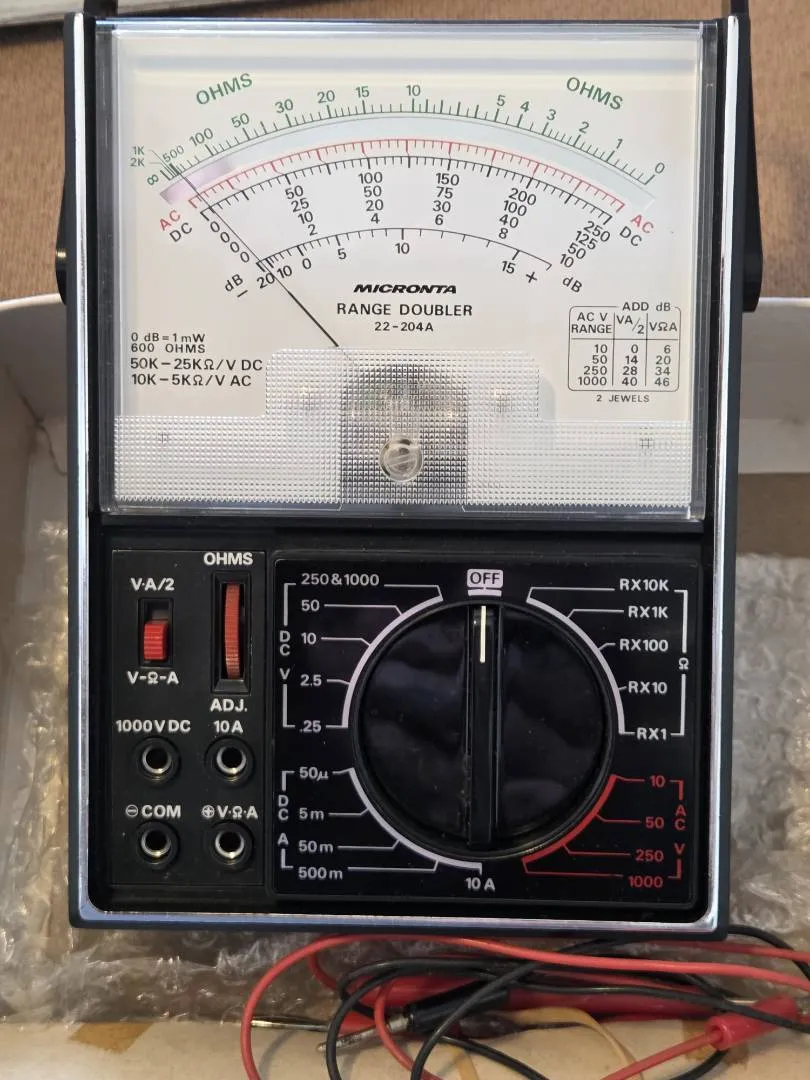 OHMS OHMS
∞ 2K 1K 500 100 50 30 20 15 10 5 4 3 2 1 0
AC AC
DC 0 50 100 150 200 250 DC
0 25 50 75 100 125
0 10 20 30 40 50
0 2 4 6 8 10
dB − 20 10 0 5 10 15 + dB
MICRONTA
RANGE DOUBLER
22-204A
0 dB = 1 mW
600 OHMS
50K − 25KΩ/V DC
10K − 5KΩ/V AC
ADD dB
AC V RANGE VA/2 VΩA
10 0 6
50 14 20
250 28 34
1000 40 46
2 JEWELS
V·A/2
V-Ω-A
OHMS
ADJ.
1000V DC 10A
⊖COM ⊕V·Ω·A
OFF
250&1000
50
10
2.5
.25
DC V
50µ
5m
50m
500m
10A
DC A
RX10K
RX1K
RX100
RX10
RX1
Ω
10
50
250
1000
AC V